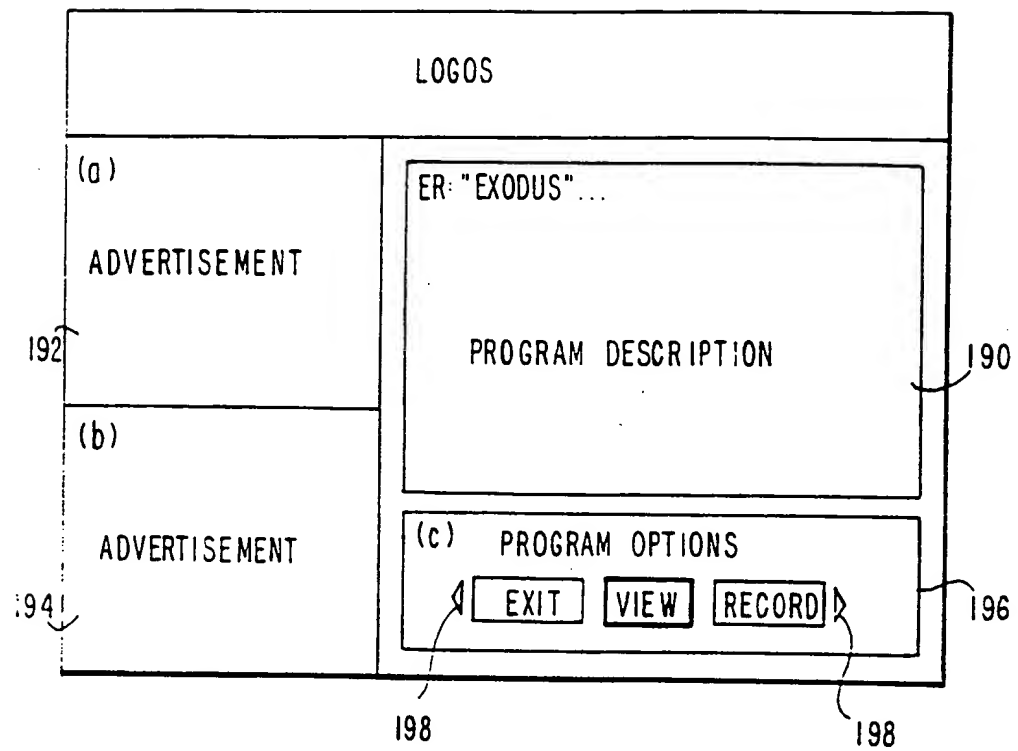 LOGOS
(a)
ADVERTISEMENT
192
ER: "EXODUS"...
PROGRAM DESCRIPTION
190
(b)
ADVERTISEMENT
194
(c) PROGRAM OPTIONS
EXIT VIEW RECORD
196
198
198